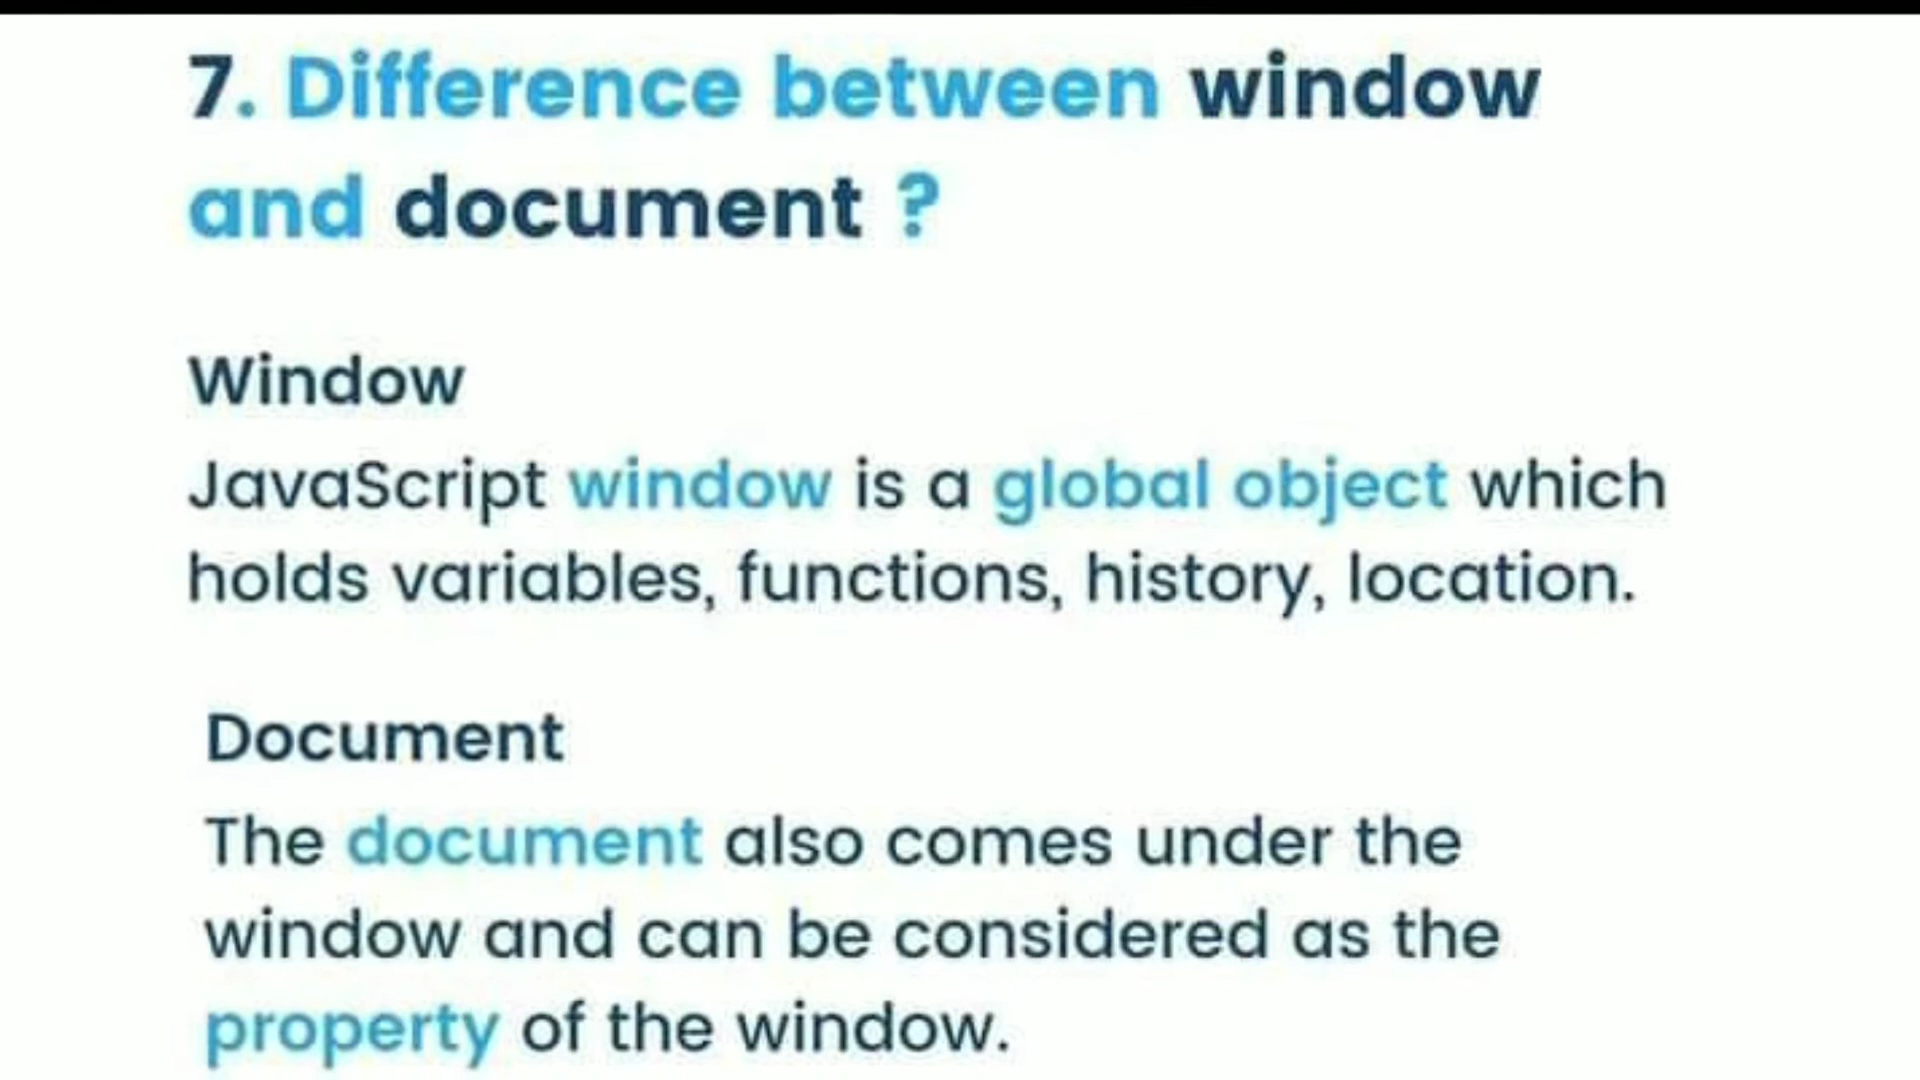 7. Difference between window
and document ?
Window
JavaScript window is a global object which
holds variables, functions, history, location.
Document
The document also comes under the
window and can be considered as the
property of the window.